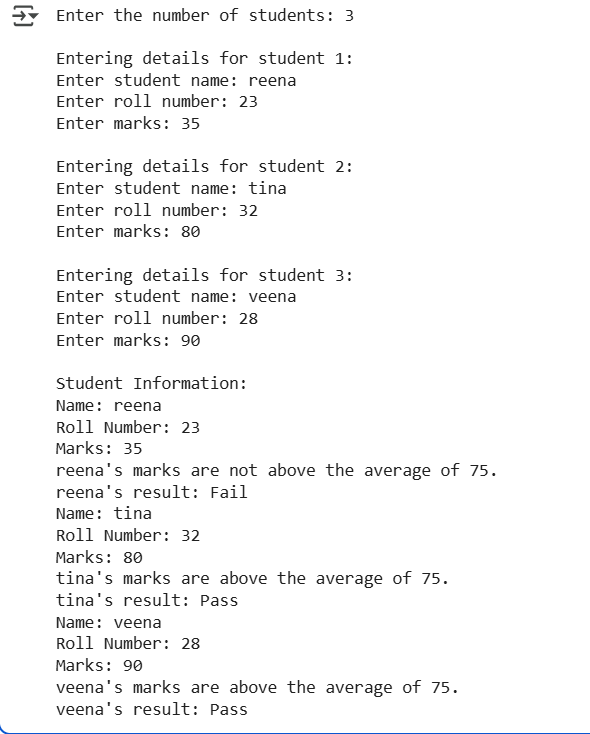 Enter the number of students: 3
Entering details for student 1:
Enter student name: reena
Enter roll number: 23
Enter marks: 35
Entering details for student 2:
Enter student name: tina
Enter roll number: 32
Enter marks: 80
Entering details for student 3:
Enter student name: veena
Enter roll number: 28
Enter marks: 90
Student Information:
Name: reena
Roll Number: 23
Marks: 35
reena's marks are not above the average of 75.
reena's result: Fail
Name: tina
Roll Number: 32
Marks: 80
tina's marks are above the average of 75.
tina's result: Pass
Name: veena
Roll Number: 28
Marks: 90
veena's marks are above the average of 75.
veena's result: Pass